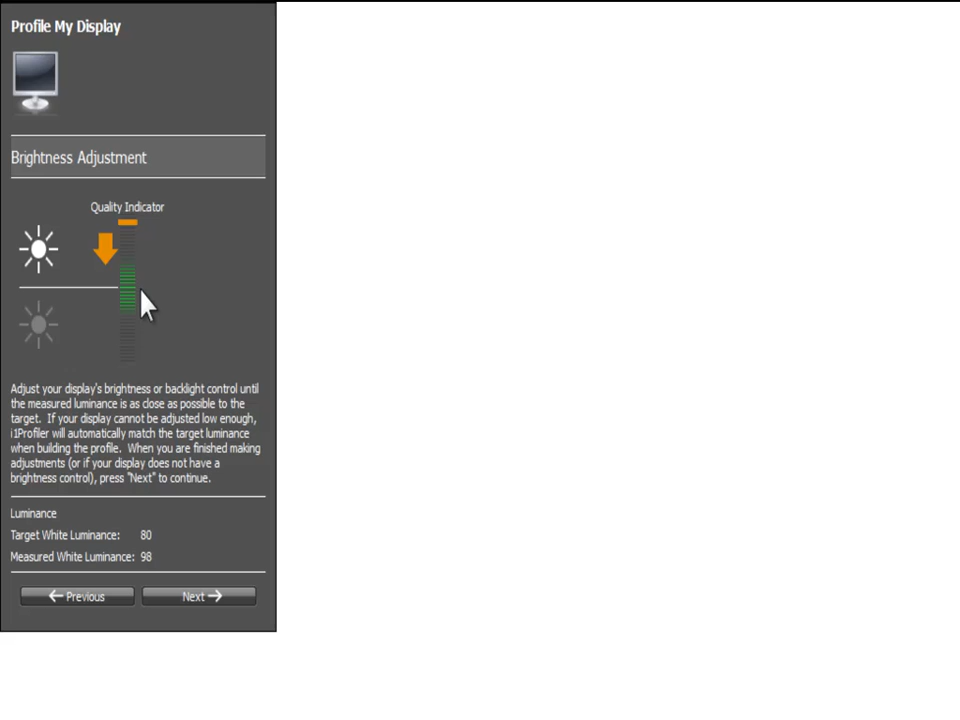 Profile My Display
Brightness Adjustment
Quality Indicator
Adjust your display's brightness or backlight control until
the measured luminance is as close as possible to the
target. If your display cannot be adjusted low enough,
i1Profiler will automatically match the target luminance
when building the profile. When you are finished making
adjustments (or if your display does not have a
brightness control), press "Next" to continue.
Luminance
Target White Luminance: 80
Measured White Luminance: 98
Previous
Next